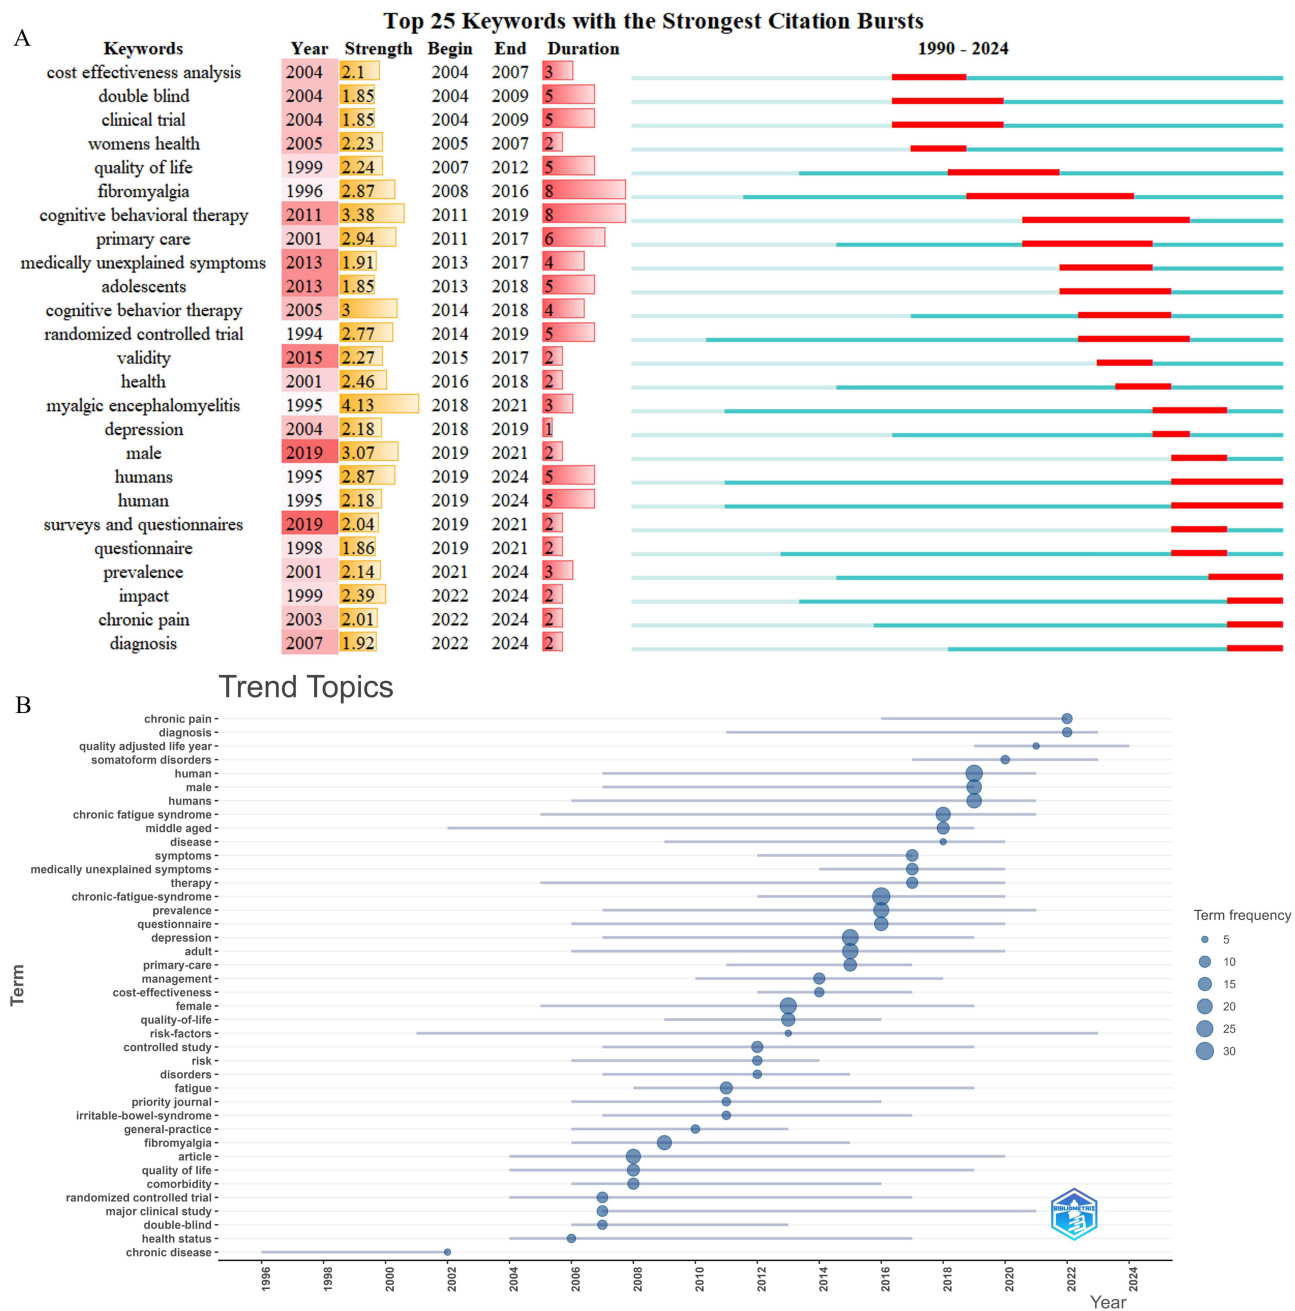 A
Top 25 Keywords with the Strongest Citation Bursts
Keywords Year Strength Begin End Duration 1990 - 2024
cost effectiveness analysis 2004 2.1 2004 2007 3
double blind 2004 1.85 2004 2009 5
clinical trial 2004 1.85 2004 2009 5
womens health 2005 2.23 2005 2007 2
quality of life 1999 2.24 2007 2012 5
fibromyalgia 1996 2.87 2008 2016 8
cognitive behavioral therapy 2011 3.38 2011 2019 8
primary care 2001 2.94 2011 2017 6
medically unexplained symptoms 2013 1.91 2013 2017 4
adolescents 2013 1.85 2013 2018 5
cognitive behavior therapy 2005 3 2014 2018 4
randomized controlled trial 1994 2.77 2014 2019 5
validity 2015 2.27 2015 2017 2
health 2001 2.46 2016 2018 2
myalgic encephalomyelitis 1995 4.13 2018 2021 3
depression 2004 2.18 2018 2019 1
male 2019 3.07 2019 2021 2
humans 1995 2.87 2019 2024 5
human 1995 2.18 2019 2024 5
surveys and questionnaires 2019 2.04 2019 2021 2
questionnaire 1998 1.86 2019 2021 2
prevalence 2001 2.14 2021 2024 3
impact 1999 2.39 2022 2024 2
chronic pain 2003 2.01 2022 2024 2
diagnosis 2007 1.92 2022 2024 2
B
Trend Topics
chronic pain
diagnosis
quality adjusted life year
somatoform disorders
human
male
humans
chronic fatigue syndrome
middle aged
disease
symptoms
medically unexplained symptoms
therapy
chronic-fatigue-syndrome
prevalence
questionnaire
depression
adult
primary-care
management
cost-effectiveness
female
quality-of-life
risk-factors
controlled study
risk
disorders
fatigue
priority journal
irritable-bowel-syndrome
general-practice
fibromyalgia
article
quality of life
comorbidity
randomized controlled trial
major clinical study
double-blind
health status
chronic disease
Term
Term frequency
5
10
15
20
25
30
BIBLIOMETRIX
1996 1998 2000 2002 2004 2006 2008 2010 2012 2014 2016 2018 2020 2022 2024
Year